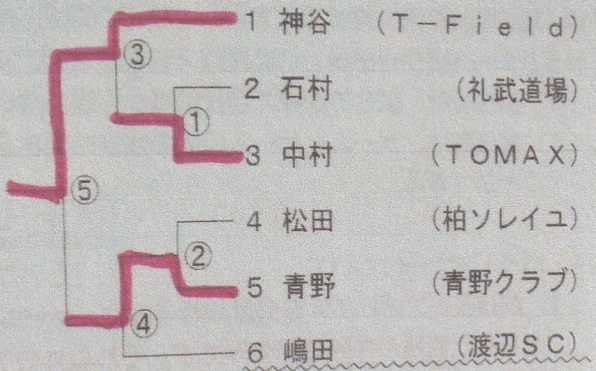 1 神谷 (T-Field)
③
2 石村 (礼武道場)
①
3 中村 (TOMAX)
⑤
4 松田 (柏ソレイユ)
②
5 青野 (青野クラブ)
④
6 嶋田 (渡辺SC)